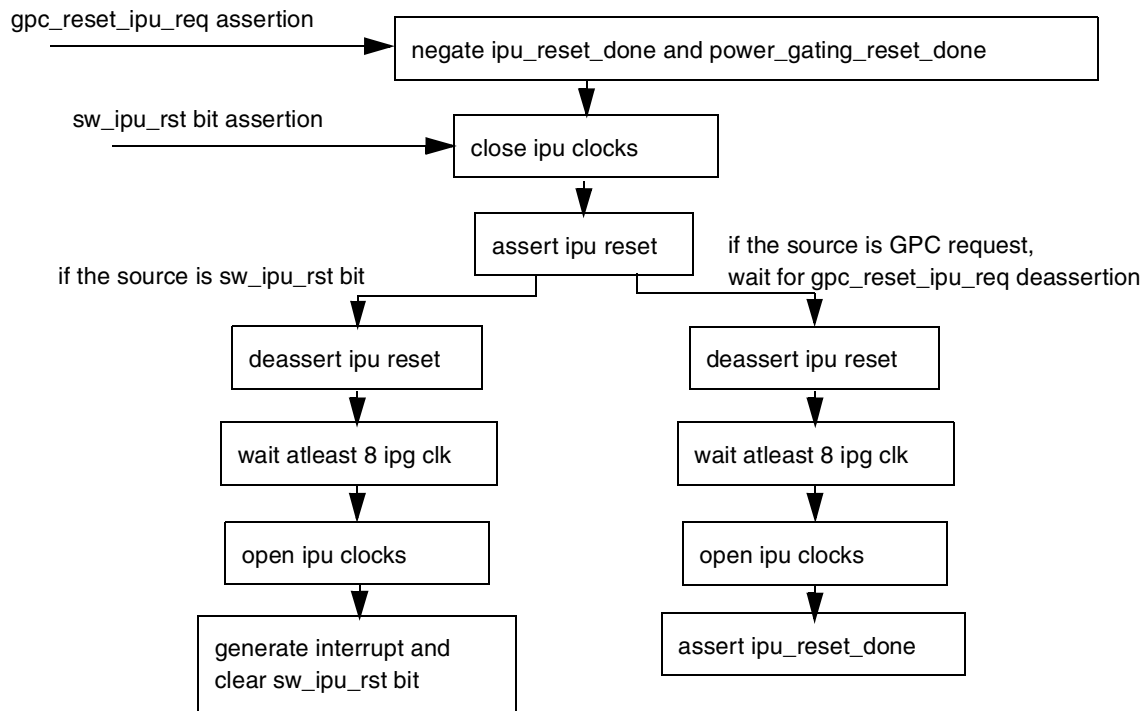 gpc_reset_ipu_req assertion
negate ipu_reset_done and power_gating_reset_done
sw_ipu_rst bit assertion
close ipu clocks
assert ipu reset
if the source is sw_ipu_rst bit
if the source is GPC request,
wait for gpc_reset_ipu_req deassertion
deassert ipu reset
wait atleast 8 ipg clk
open ipu clocks
generate interrupt and
clear sw_ipu_rst bit
deassert ipu reset
wait atleast 8 ipg clk
open ipu clocks
assert ipu_reset_done